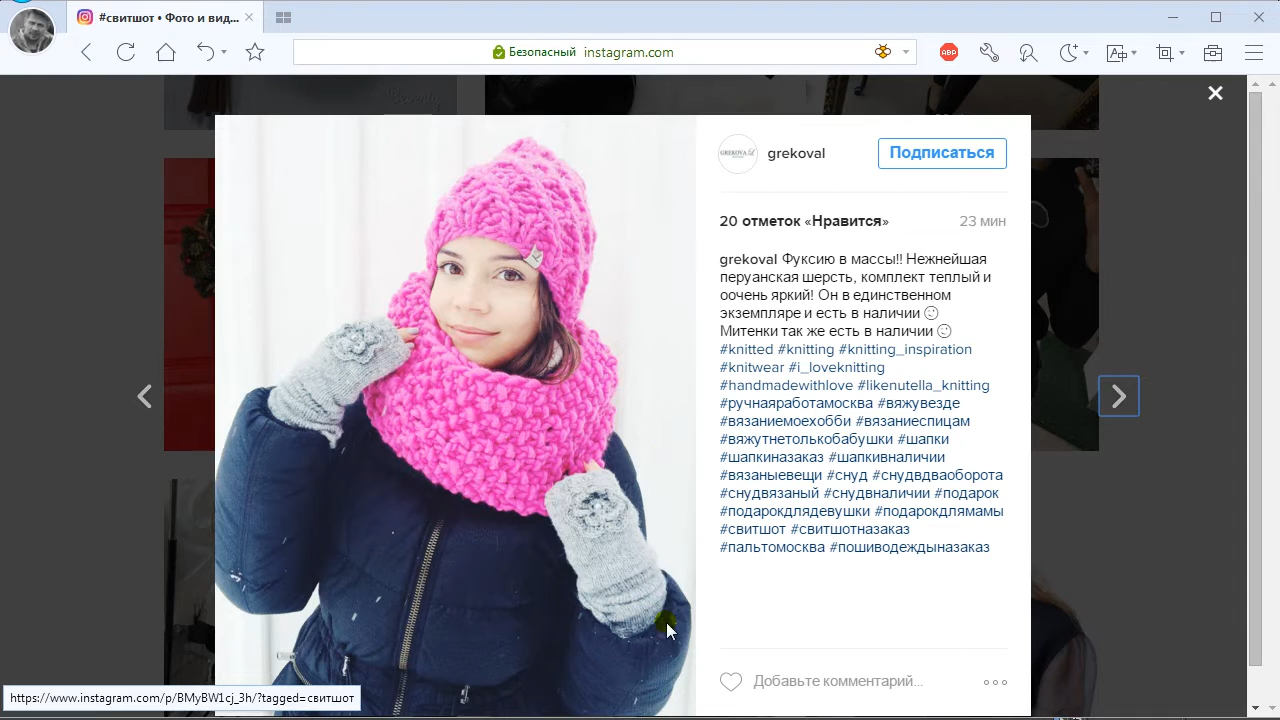 #свитшот • Фото и вид...
Безопасный instagram.com
ABP
Beverly
GREKOVA.L
grekoval
Подписаться
20 отметок «Нравится»
23 мин
grekoval Фуксию в массы!! Нежнейшая
перуанская шерсть, комплект теплый и
оочень яркий! Он в единственном
экземпляре и есть в наличии
Митенки так же есть в наличии
#knitted #knitting #knitting_inspiration
#knitwear #i_loveknitting
#handmadewithlove #likenutella_knitting
#ручнаяработамосква #вяжувезде
#вязаниемоехобби #вязаниеспицам
#вяжутнетолькобабушки #шапки
#шапкиназаказ #шапкивналичии
#вязаныевещи #снуд #снудвдваоборота
#снудвязаный #снудвналичии #подарок
#подарокдлядевушки #подарокдлямамы
#свитшот #свитшотназаказ
#пальтомосква #пошиводеждыназаказ
Добавьте комментарий...
https://www.instagram.com/p/BMyBW1cj_3h/?tagged=свитшот